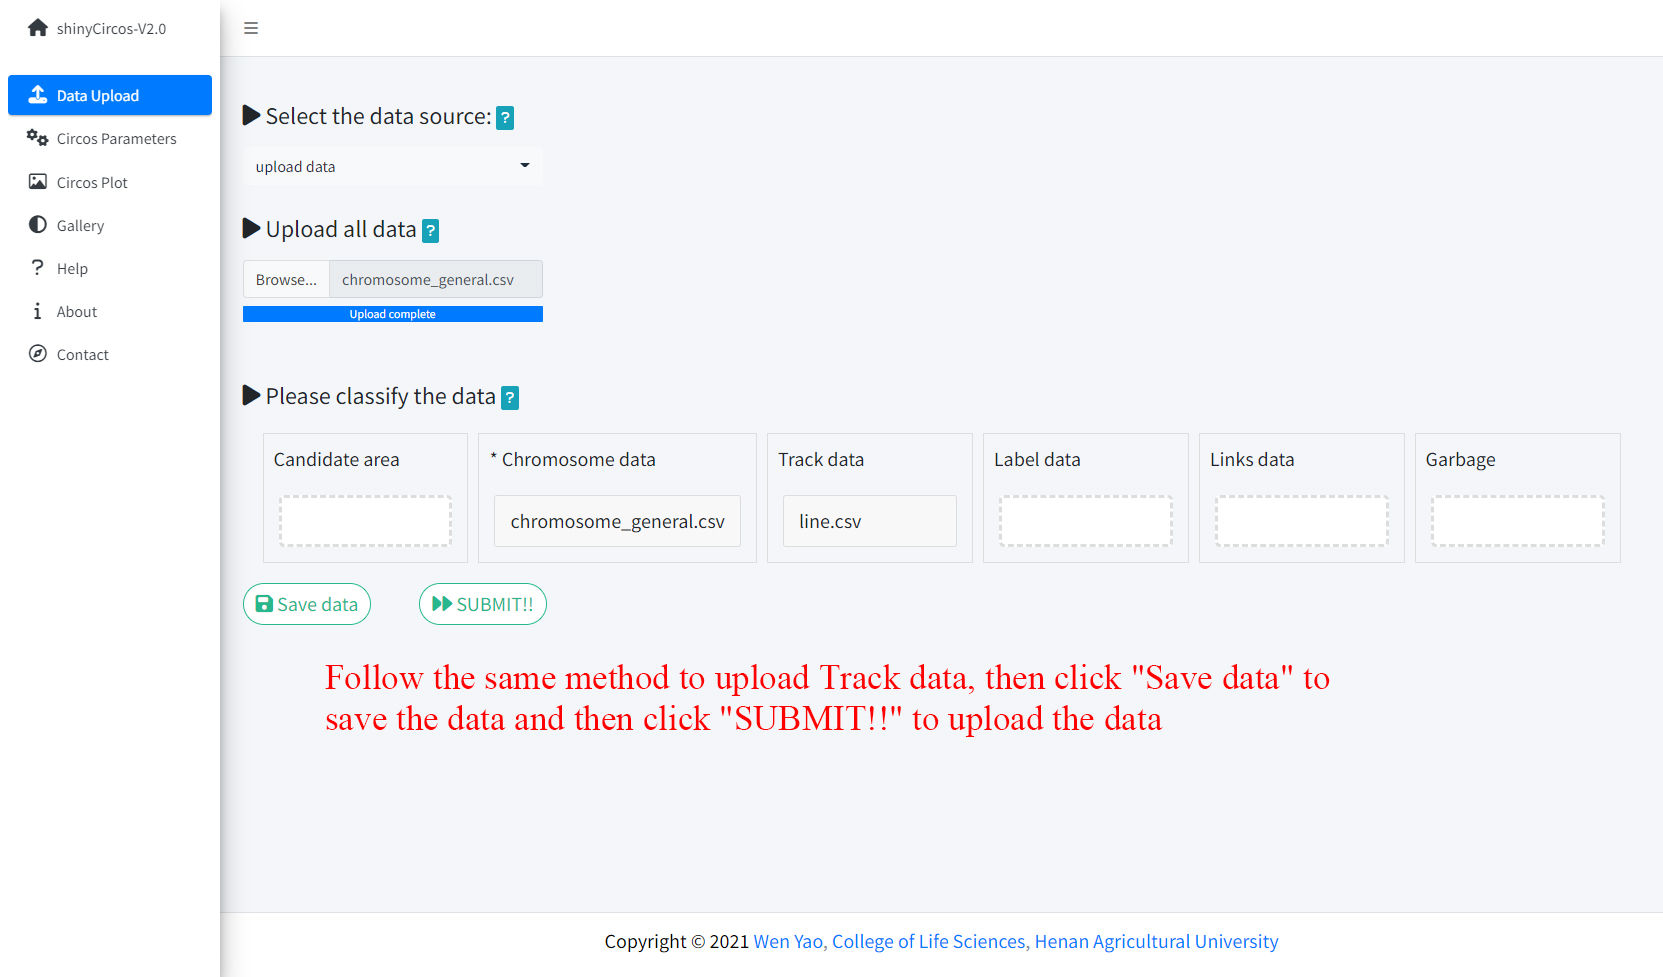 shinyCircos-V2.0
Data Upload
Circos Parameters
Circos Plot
Gallery
Help
About
Contact
Select the data source: ?
upload data
Upload all data ?
Browse... chromosome_general.csv
Upload complete
Please classify the data ?
Candidate area
* Chromosome data
chromosome_general.csv
Track data
line.csv
Label data
Links data
Garbage
Save data
SUBMIT!!
Follow the same method to upload Track data, then click "Save data" to
save the data and then click "SUBMIT!!" to upload the data
Copyright © 2021 Wen Yao, College of Life Sciences, Henan Agricultural University